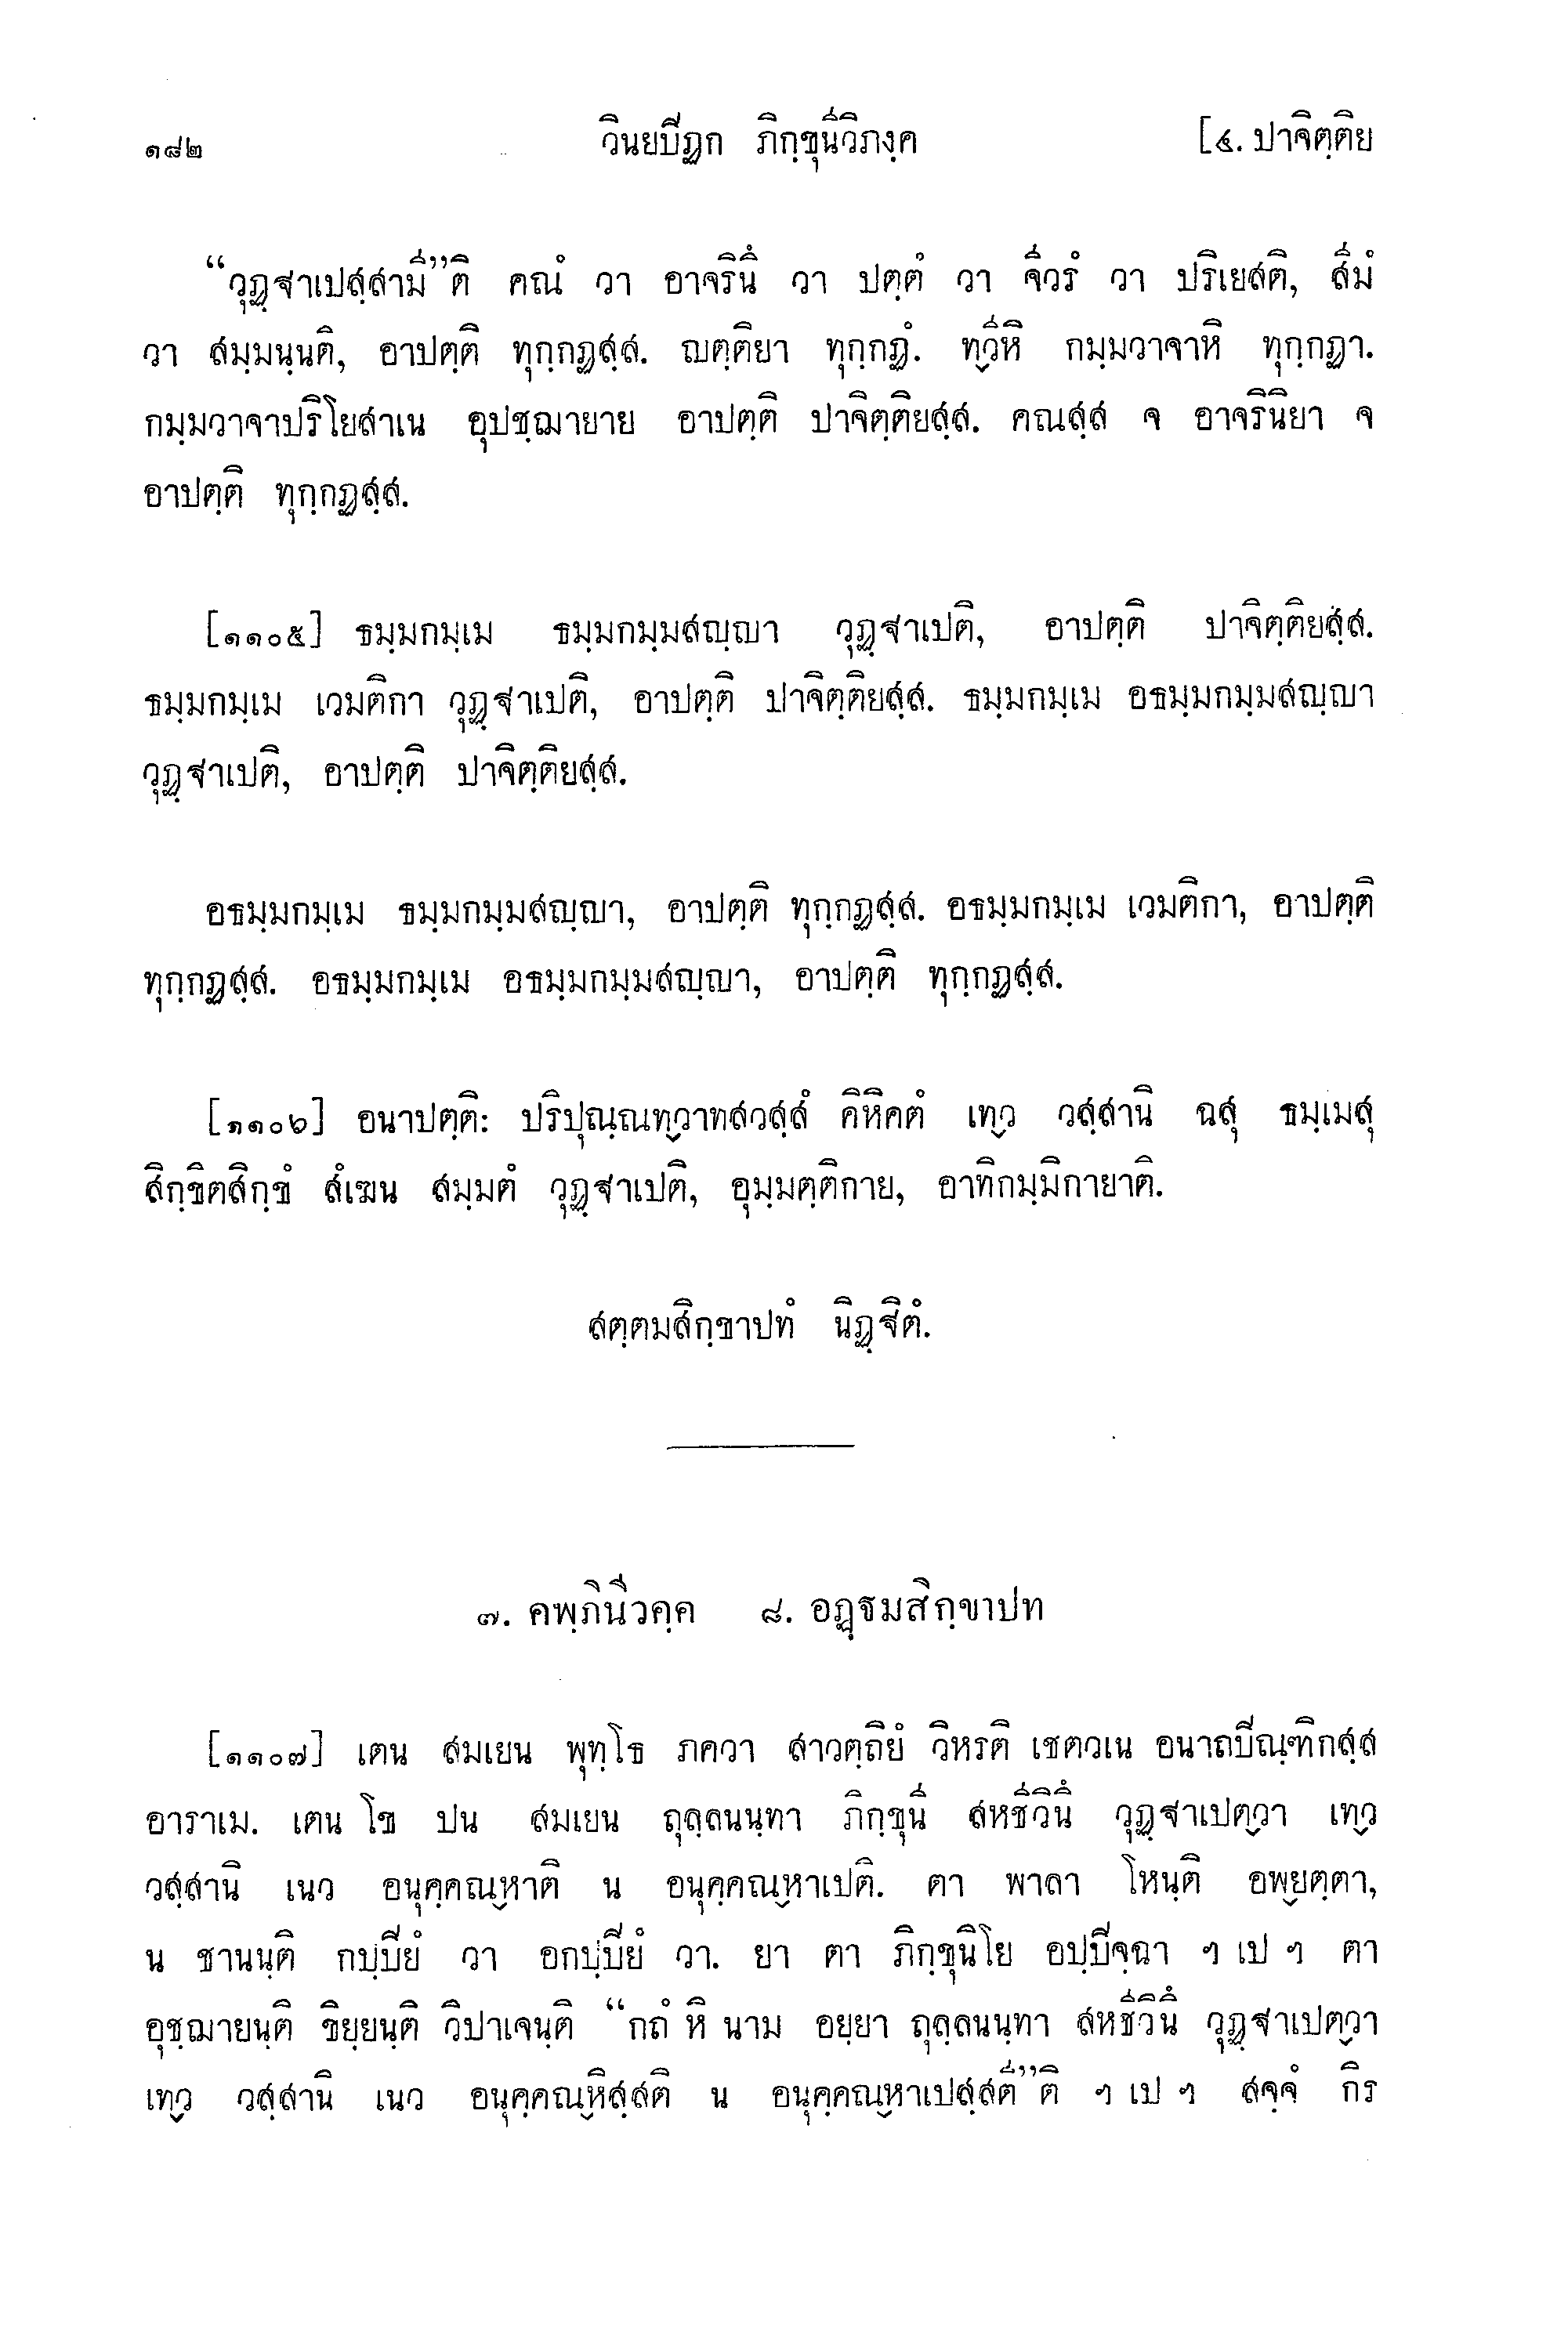 ๑๘๒ วินยปิฏก ภิกฺขุนีวิภงฺค [๔. ปาจิตฺติย
“วุฏฺฐาเปสฺสามี”ติ คณํ วา อาจรินึ วา ปตฺตํ วา จีวรํ วา ปริเยสติ, สีมํ
วา สมฺมนฺนติ, อาปตฺติ ทุกฺกฏสฺส. ญตฺติยา ทุกฺกฏํ. ทฺวีหิ กมฺมวาจาหิ ทุกฺกฏา.
กมฺมวาจาปริโยสาเน อุปชฺฌายาย อาปตฺติ ปาจิตฺติยสฺส. คณสฺส จ อาจรินิยา จ
อาปตฺติ ทุกฺกฏสฺส.
[๑๑๐๕] ธมฺมกมฺเม ธมฺมกมฺมสญฺญา วุฏฺฐาเปติ, อาปตฺติ ปาจิตฺติยสฺส.
ธมฺมกมฺเม เวมติกา วุฏฺฐาเปติ, อาปตฺติ ปาจิตฺติยสฺส. ธมฺมกมฺเม อธมฺมกมฺมสญฺญา
วุฏฺฐาเปติ, อาปตฺติ ปาจิตฺติยสฺส.
อธมฺมกมฺเม ธมฺมกมฺมสญฺญา, อาปตฺติ ทุกฺกฏสฺส. อธมฺมกมฺเม เวมติกา, อาปตฺติ
ทุกฺกฏสฺส. อธมฺมกมฺเม อธมฺมกมฺมสญฺญา, อาปตฺติ ทุกฺกฏสฺส.
[๑๑๐๖] อนาปตฺติ: ปริปุณฺณทฺวาทสวสฺสํ คิหิคตํ เทฺว วสฺสานิ ฉสุ ธมฺเมสุ
สิกฺขิตสิกฺขํ สํเฆน สมฺมตํ วุฏฺฐาเปติ, อุมฺมตฺติกาย, อาทิกมฺมิกายาติ.
สตฺตมสิกฺขาปทํ นิฏฺฐิตํ.
๗. คพฺภินีวคฺค ๘. อฏฺฐมสิกฺขาปท
[๑๑๐๗] เตน สมเยน พุทฺโธ ภควา สาวตฺถิยํ วิหรติ เชตวเน อนาถปิณฺฑิกสฺส
อาราเม. เตน โข ปน สมเยน ถุลฺลนนฺทา ภิกฺขุนี สหชีวินึ วุฏฺฐาเปตฺวา เทฺว
วสฺสานิ เนว อนุคฺคณฺหาติ น อนุคฺคณฺหาเปติ. ตา พาลา โหนฺติ อพฺยตฺตา,
น ชานนฺติ กปฺปิยํ วา อกปฺปิยํ วา. ยา ตา ภิกฺขุนิโย อปฺปิจฺฉา ฯ เป ฯ ตา
อุชฺฌายนฺติ ขิยฺยนฺติ วิปาเจนฺติ “กถํ หิ นาม อยฺยา ถุลฺลนนฺทา สหชีวินึ วุฏฺฐาเปตฺวา
เทฺว วสฺสานิ เนว อนุคฺคณฺหิสฺสติ น อนุคฺคณฺหาเปสฺสตี”ติ ฯ เป ฯ สจฺจํ กิร